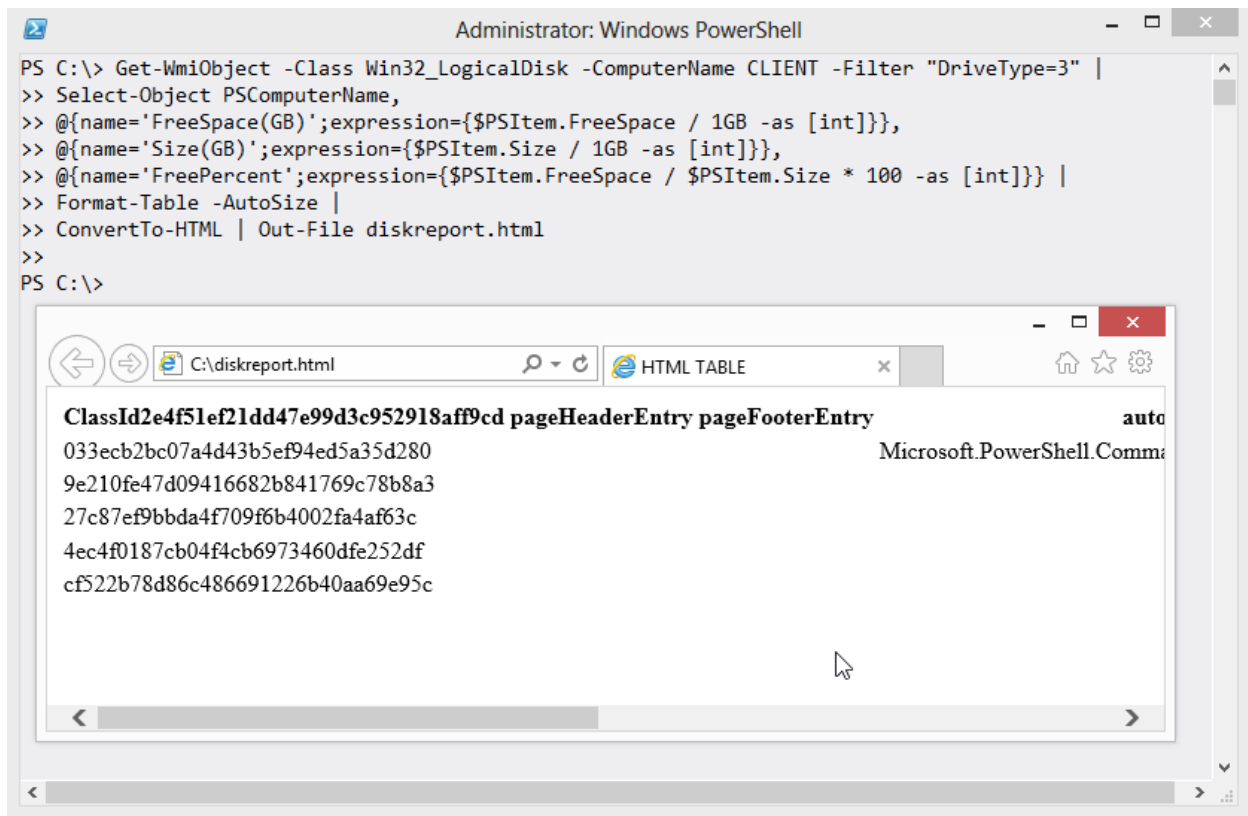 Administrator: Windows PowerShell
PS C:\> Get-WmiObject -Class Win32_LogicalDisk -ComputerName CLIENT -Filter "DriveType=3" |
>> Select-Object PSComputerName,
>> @{name='FreeSpace(GB)';expression={$PSItem.FreeSpace / 1GB -as [int]}},
>> @{name='Size(GB)';expression={$PSItem.Size / 1GB -as [int]}},
>> @{name='FreePercent';expression={$PSItem.FreeSpace / $PSItem.Size * 100 -as [int]}} |
>> Format-Table -AutoSize |
>> ConvertTo-HTML | Out-File diskreport.html
>>
PS C:\>
C:\diskreport.html
HTML TABLE
ClassId2e4f51ef21dd47e99d3c952918aff9cd pageHeaderEntry pageFooterEntry auto
033ecb2bc07a4d43b5ef94ed5a35d280 Microsoft.PowerShell.Comma
9e210fe47d09416682b841769c78b8a3
27c87ef9bbda4f709f6b4002fa4af63c
4ec4f0187cb04f4cb6973460dfe252df
cf522b78d86c486691226b40aa69e95c